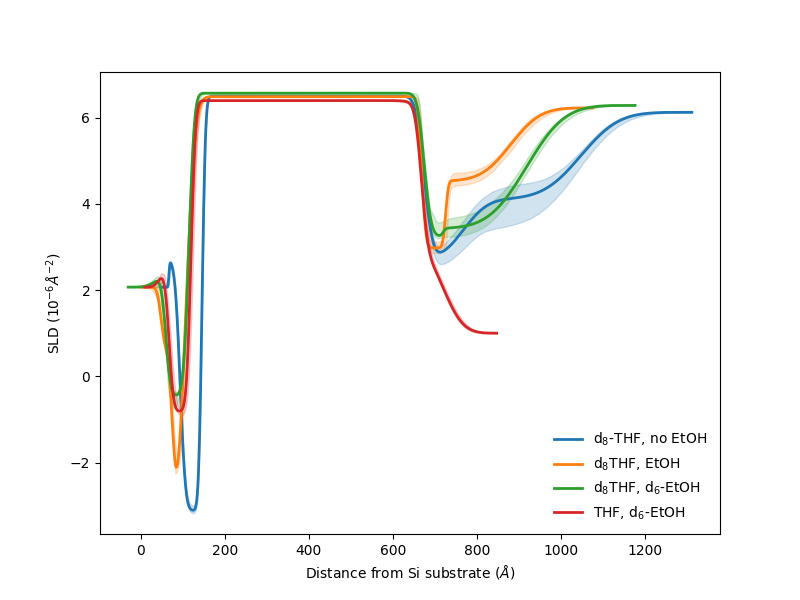 6
4
2
0
−2
0 200 400 600 800 1000 1200
SLD (10⁻⁶Å⁻²)
Distance from Si substrate (Å)
d₈-THF, no EtOH
d₈THF, EtOH
d₈THF, d₆-EtOH
THF, d₆-EtOH